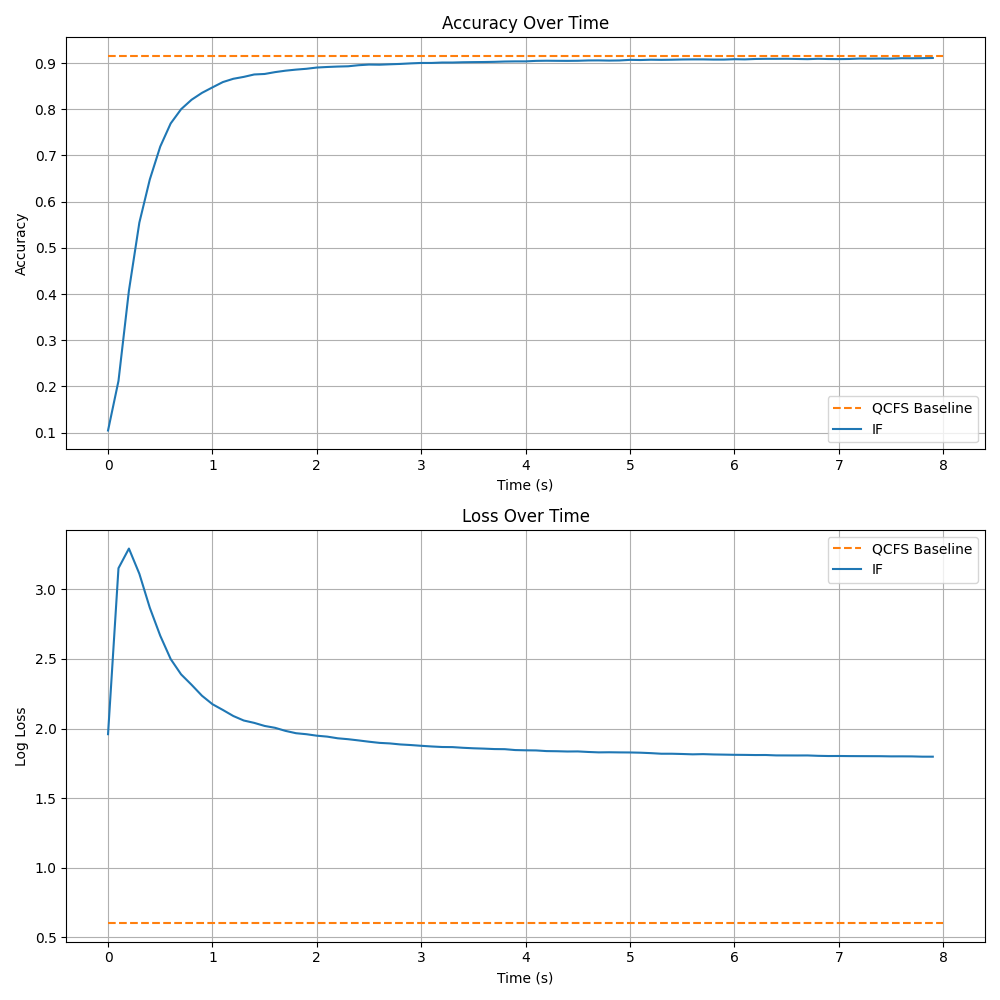 Accuracy Over Time
Accuracy
0.9
0.8
0.7
0.6
0.5
0.4
0.3
0.2
0.1
QCFS Baseline
IF
0 1 2 3 4 5 6 7 8
Time (s)
Loss Over Time
Log Loss
3.0
2.5
2.0
1.5
1.0
0.5
QCFS Baseline
IF
0 1 2 3 4 5 6 7 8
Time (s)